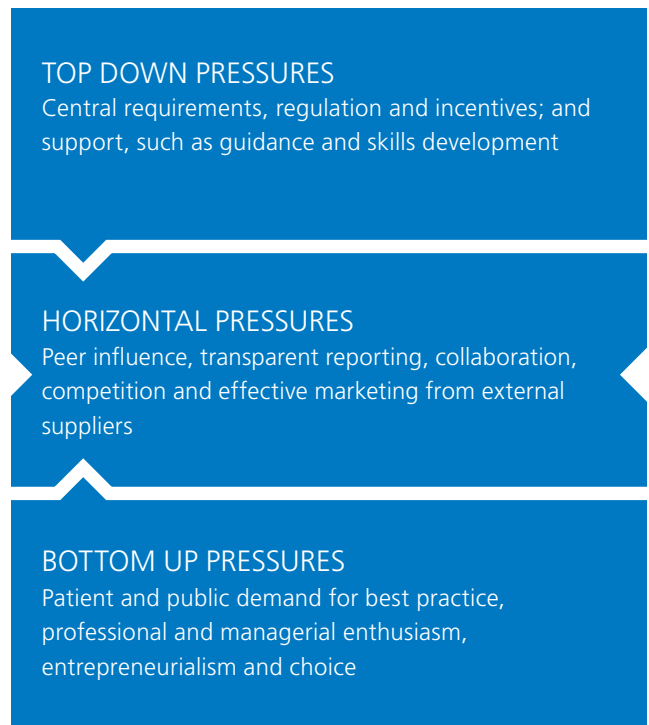 TOP DOWN PRESSURES
Central requirements, regulation and incentives; and
support, such as guidance and skills development
HORIZONTAL PRESSURES
Peer influence, transparent reporting, collaboration,
competition and effective marketing from external
suppliers
BOTTOM UP PRESSURES
Patient and public demand for best practice,
professional and managerial enthusiasm,
entrepreneurialism and choice